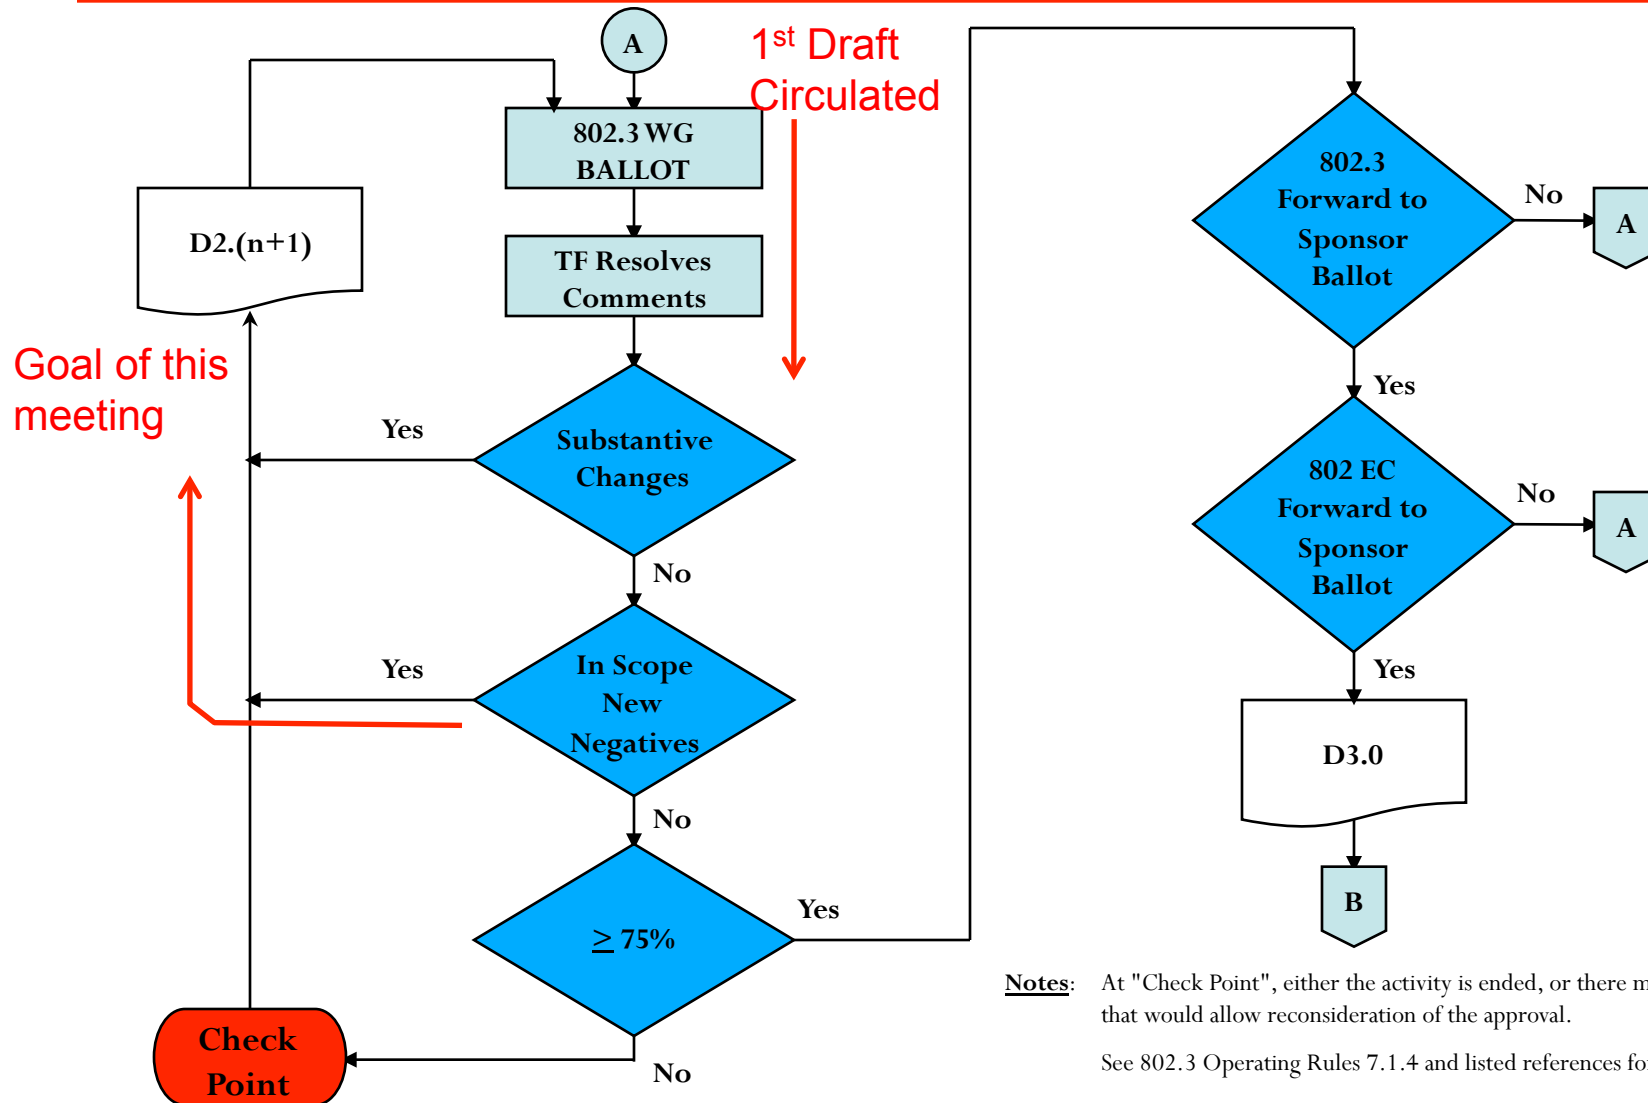 A
1st Draft
Circulated
802.3 WG
BALLOT
D2.(n+1)
TF Resolves
Comments
Goal of this
meeting
Yes
Substantive
Changes
No
Yes
In Scope
New
Negatives
No
≥ 75%
Yes
No
Check
Point
802.3
Forward to
Sponsor
Ballot
No
A
Yes
802 EC
Forward to
Sponsor
Ballot
No
A
Yes
D3.0
B
Notes: At "Check Point", either the activity is ended, or there
that would allow reconsideration of the approval.
See 802.3 Operating Rules 7.1.4 and listed references